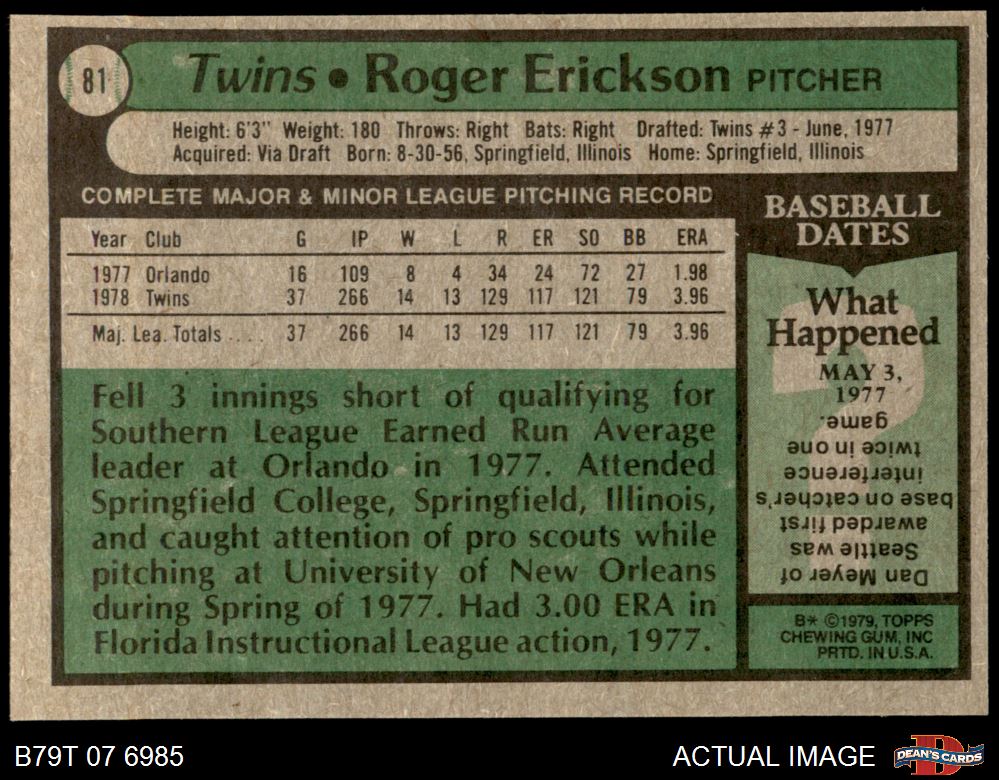 81
Twins • Roger Erickson PITCHER
Height: 6'3" Weight: 180 Throws: Right Bats: Right Drafted: Twins #3 - June, 1977
Acquired: Via Draft Born: 8-30-56, Springfield, Illinois Home: Springfield, Illinois
COMPLETE MAJOR & MINOR LEAGUE PITCHING RECORD
Year Club G IP W L R ER SO BB ERA
1977 Orlando 16 109 8 4 34 24 72 27 1.98
1978 Twins 37 266 14 13 129 117 121 79 3.96
Maj. Lea. Totals .... 37 266 14 13 129 117 121 79 3.96
Fell 3 innings short of qualifying for
Southern League Earned Run Average
leader at Orlando in 1977. Attended
Springfield College, Springfield, Illinois,
and caught attention of pro scouts while
pitching at University of New Orleans
during Spring of 1977. Had 3.00 ERA in
Florida Instructional League action, 1977.
BASEBALL
DATES
What
Happened
MAY 3,
1977
Dan Meyer of
Seattle was
awarded first
base on catcher's
interference
twice in one
game.
B* ©1979, TOPPS
CHEWING GUM, INC
PRTD. IN U.S.A.
B79T 07 6985
ACTUAL IMAGE
DEAN'S CARDS